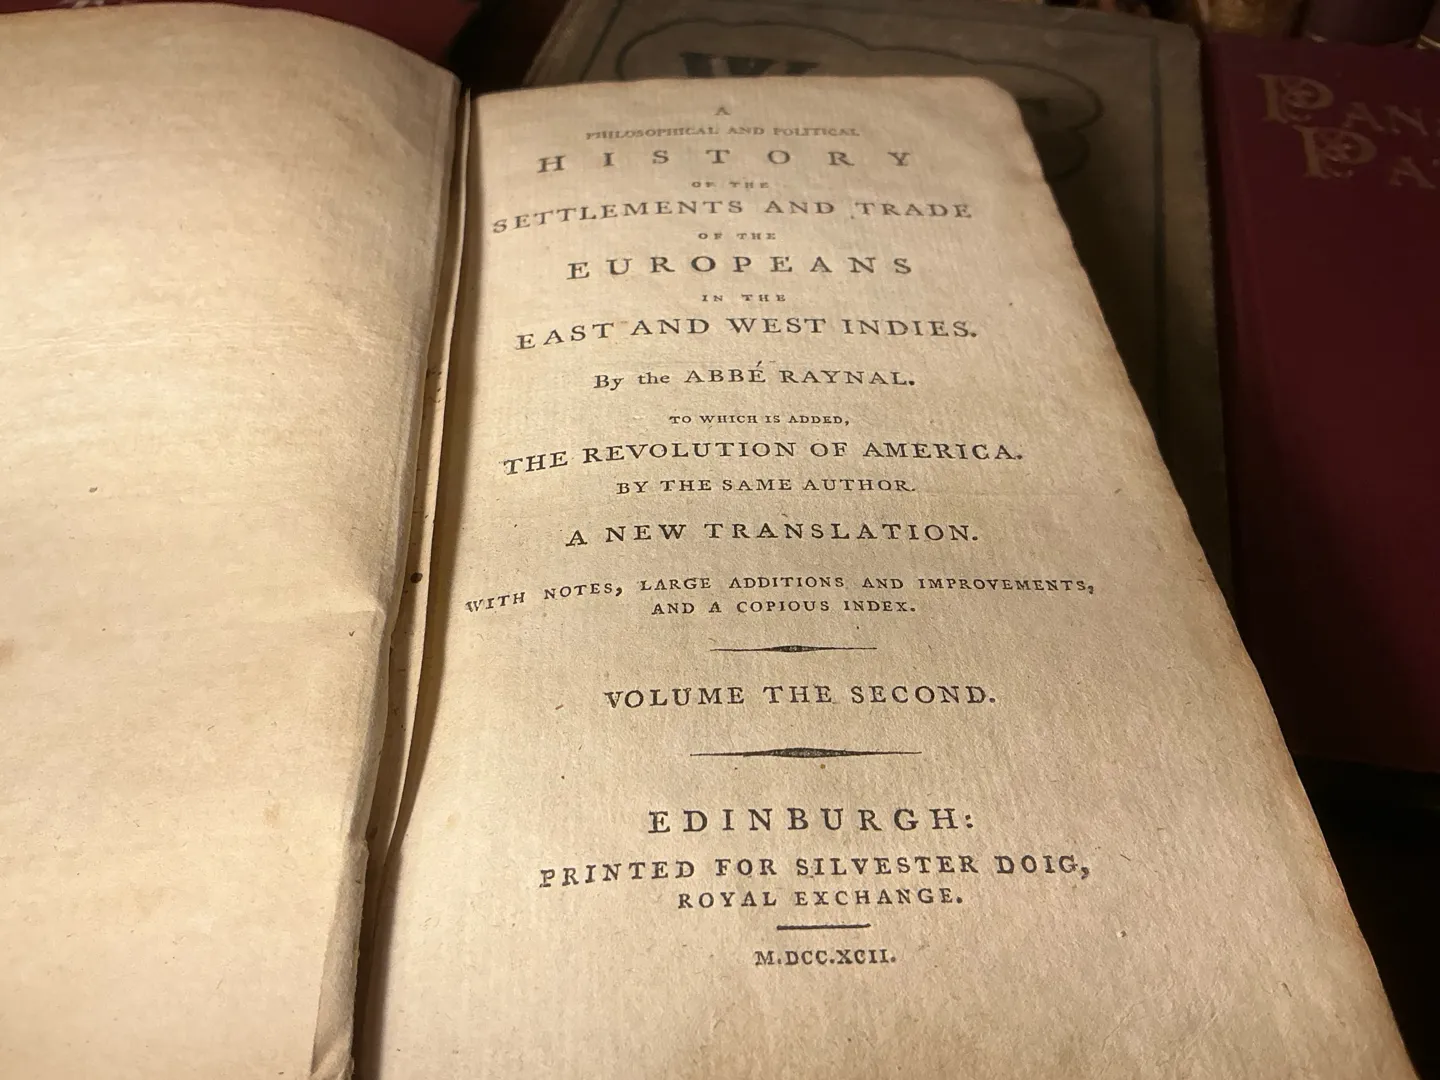 A
PHILOSOPHICAL AND POLITICAL
HISTORY
OF THE
SETTLEMENTS AND TRADE
OF THE
EUROPEANS
IN THE
EAST AND WEST INDIES.
By the ABBÉ RAYNAL.
TO WHICH IS ADDED,
THE REVOLUTION OF AMERICA.
BY THE SAME AUTHOR.
A NEW TRANSLATION.
WITH NOTES, LARGE ADDITIONS AND IMPROVEMENTS,
AND A COPIOUS INDEX.
VOLUME THE SECOND.
EDINBURGH:
PRINTED FOR SILVESTER DOIG,
ROYAL EXCHANGE.
M.DCC.XCII.